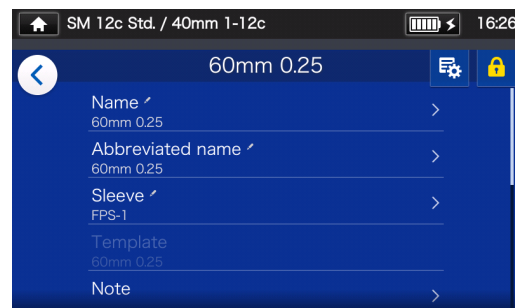 SM 12c Std. / 40mm 1-12c
16:26
60mm 0.25
Name
60mm 0.25
Abbreviated name
60mm 0.25
Sleeve
FPS-1
Template
60mm 0.25
Note